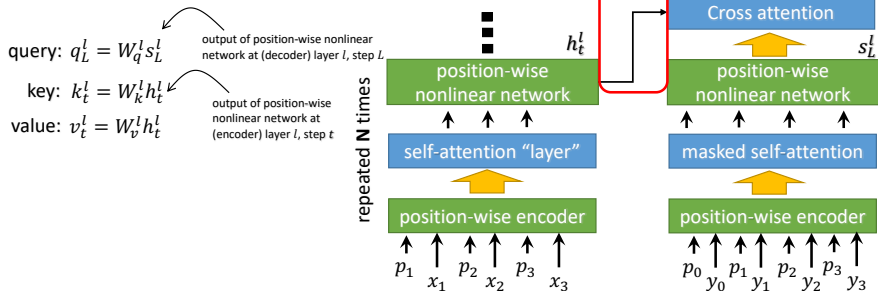 query: $q_L^l = W_q^l s_L^l$
output of position-wise nonlinear
network at (decoder) layer $l$, step $L$
key: $k_t^l = W_k^l h_t^l$
value: $v_t^l = W_v^l h_t^l$
output of position-wise
nonlinear network at
(encoder) layer $l$, step $t$
repeated N times
$h_t^l$
position-wise
nonlinear network
self-attention “layer”
position-wise encoder
$p_1$ $x_1$ $p_2$ $x_2$ $p_3$ $x_3$
Cross attention
$s_L^l$
position-wise
nonlinear network
masked self-attention
position-wise encoder
$p_0$ $y_0$ $p_1$ $y_1$ $p_2$ $y_2$ $p_3$ $y_3$